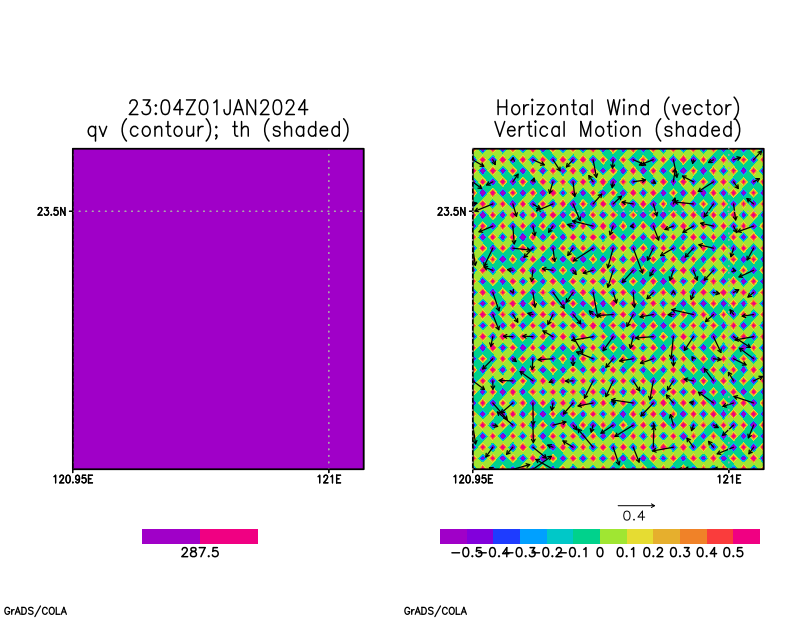 23:04Z01JAN2024
qv (contour); th (shaded)
23.5N
120.95E 121E
287.5
GrADS/COLA
Horizontal Wind (vector)
Vertical Motion (shaded)
23.5N
120.95E 121E
0.4
-0.5-0.4-0.3-0.2-0.1 0 0.1 0.2 0.3 0.4 0.5
GrADS/COLA